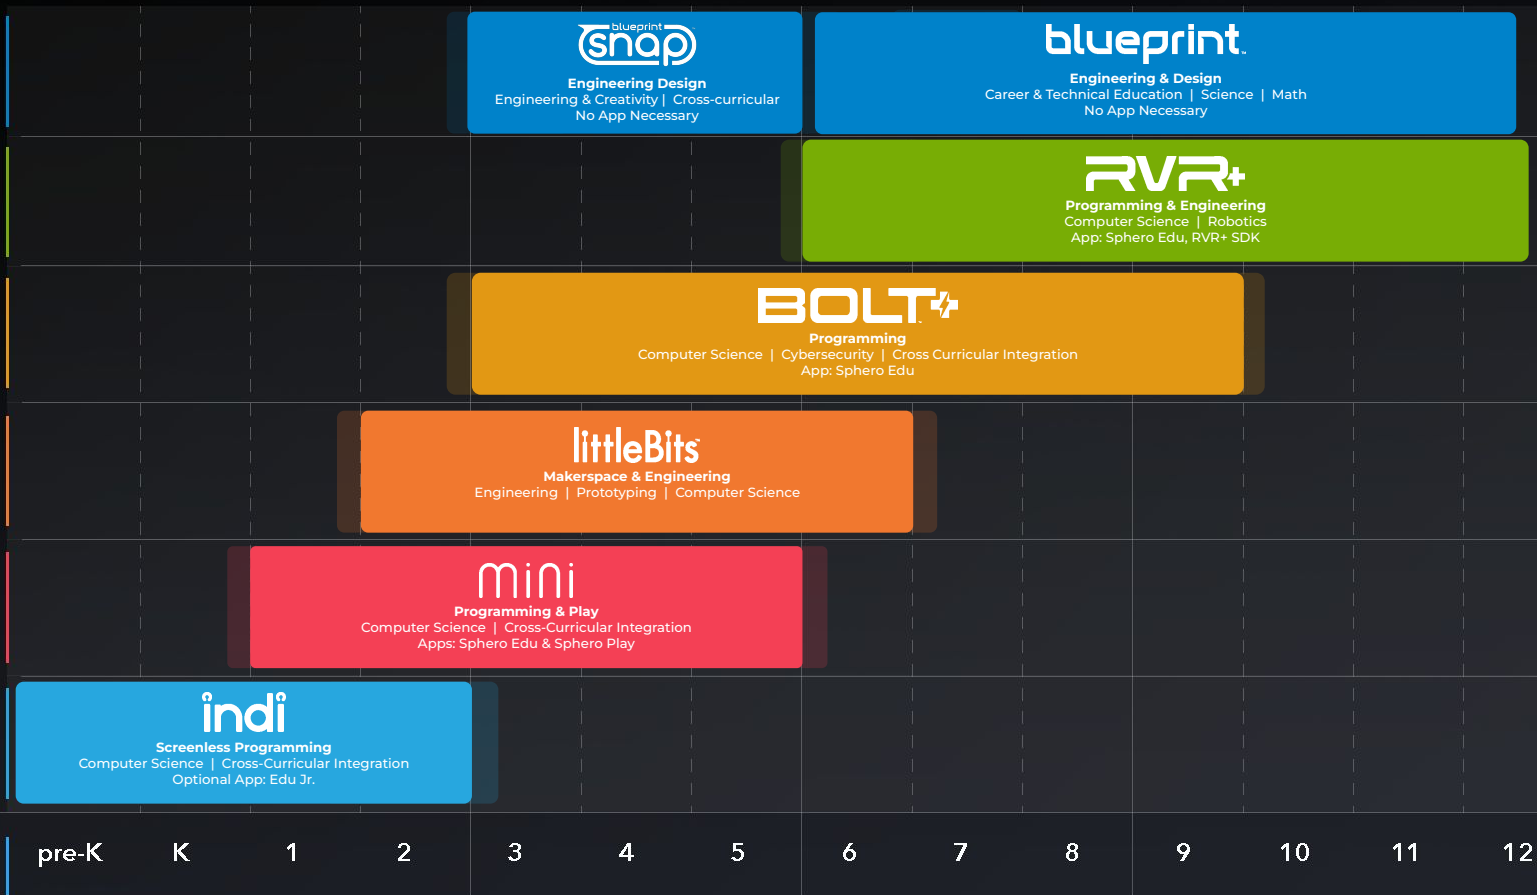 blueprint
snap
Engineering Design
Engineering & Creativity | Cross-curricular
No App Necessary
blueprint™
Engineering & Design
Career & Technical Education | Science | Math
No App Necessary
RVR+
Programming & Engineering
Computer Science | Robotics
App: Sphero Edu, RVR+ SDK
BOLT+™
Programming
Computer Science | Cybersecurity | Cross Curricular Integration
App: Sphero Edu
littleBits™
Makerspace & Engineering
Engineering | Prototyping | Computer Science
mini
Programming & Play
Computer Science | Cross-Curricular Integration
Apps: Sphero Edu & Sphero Play
indi
Screenless Programming
Computer Science | Cross-Curricular Integration
Optional App: Edu Jr.
pre-K K 1 2 3 4 5 6 7 8 9 10 11 12